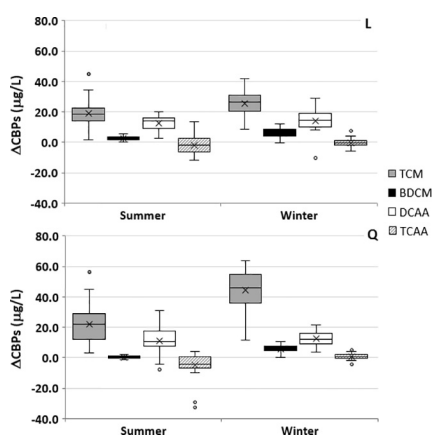 L
80.0
60.0
40.0
20.0
0.0
-20.0
-40.0
ΔCBPs (µg/L)
Summer Winter
TCM
BDCM
DCAA
TCAA
Q
80.0
60.0
40.0
20.0
0.0
-20.0
-40.0
ΔCBPs (µg/L)
Summer Winter